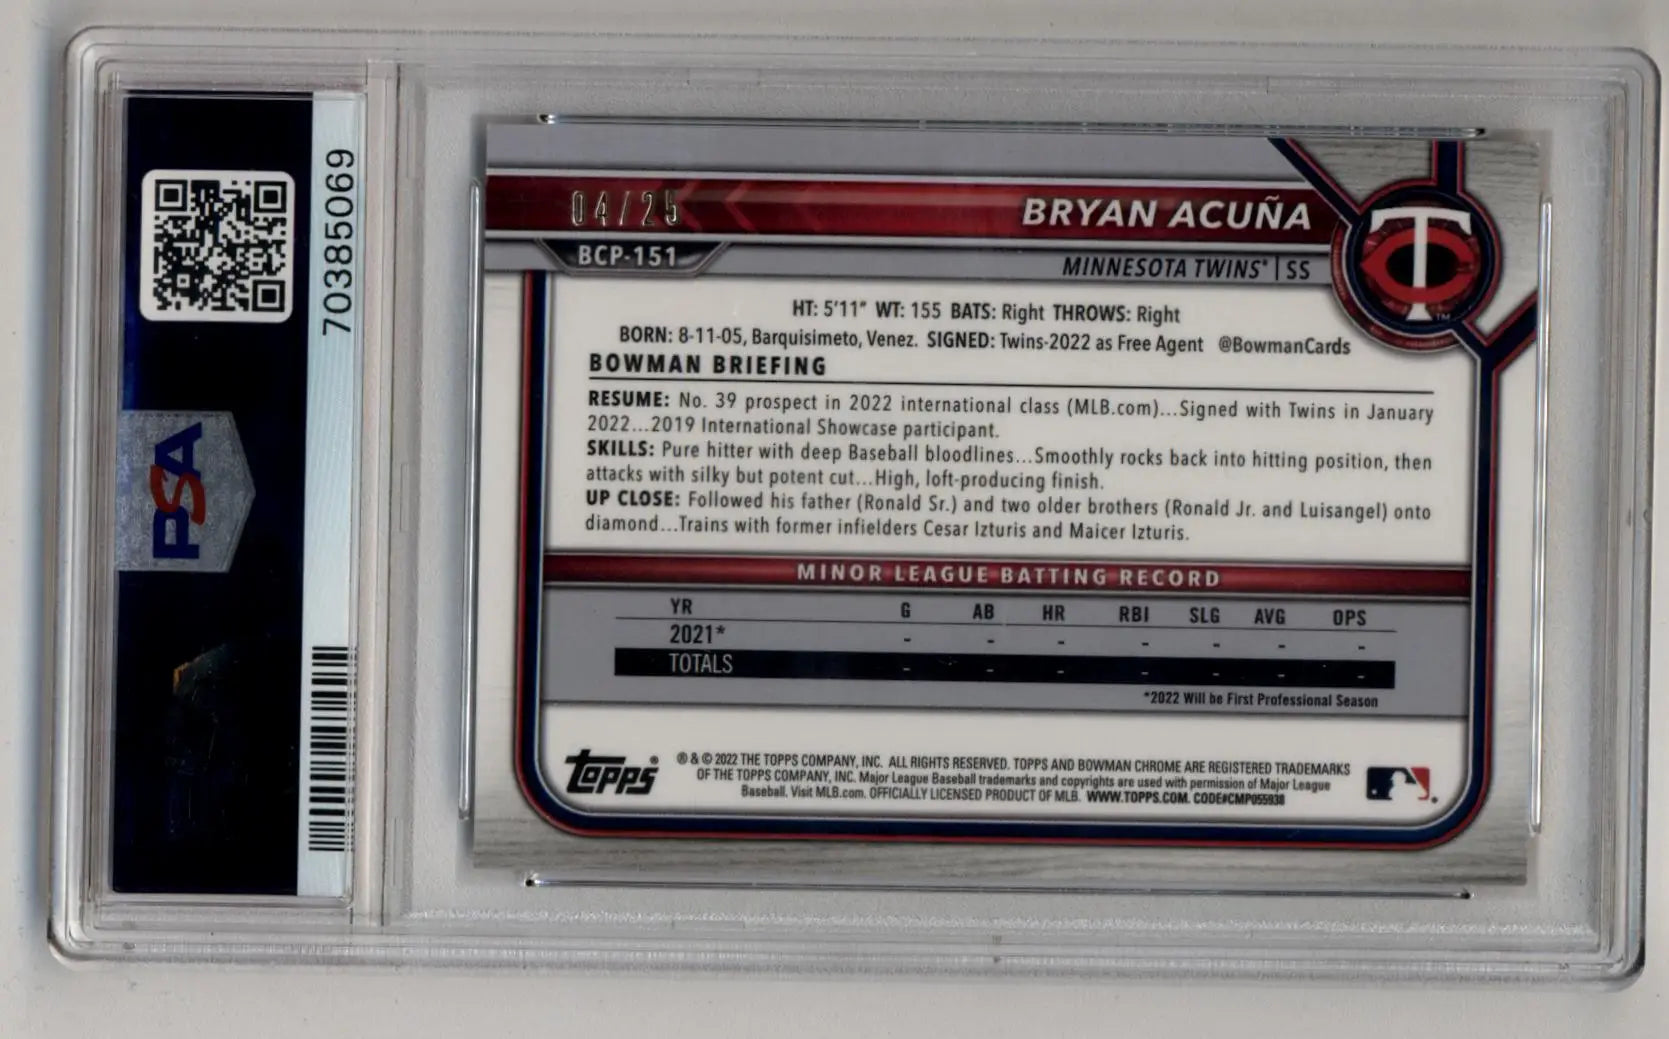 70385069
PSA
04/25
BRYAN ACUÑA
BCP-151
MINNESOTA TWINS* | SS
TC
TM
HT: 5'11" WT: 155 BATS: Right THROWS: Right
BORN: 8-11-05, Barquisimeto, Venez. SIGNED: Twins-2022 as Free Agent @BowmanCards
BOWMAN BRIEFING
RESUME: No. 39 prospect in 2022 international class (MLB.com)...Signed with Twins in January
2022...2019 International Showcase participant.
SKILLS: Pure hitter with deep Baseball bloodlines...Smoothly rocks back into hitting position, then
attacks with silky but potent cut...High, loft-producing finish.
UP CLOSE: Followed his father (Ronald Sr.) and two older brothers (Ronald Jr. and Luisangel) onto
diamond...Trains with former infielders Cesar Izturis and Maicer Izturis.
MINOR LEAGUE BATTING RECORD
YR G AB HR RBI SLG AVG OPS
2021* - - - - - - -
TOTALS - - - - - - -
*2022 Will be First Professional Season
topps®
® & © 2022 THE TOPPS COMPANY, INC. ALL RIGHTS RESERVED. TOPPS AND BOWMAN CHROME ARE REGISTERED TRADEMARKS
OF THE TOPPS COMPANY, INC. Major League Baseball trademarks and copyrights are used with permission of Major League
Baseball. Visit MLB.com. OFFICIALLY LICENSED PRODUCT OF MLB. WWW.TOPPS.COM. CODE#CMP055938